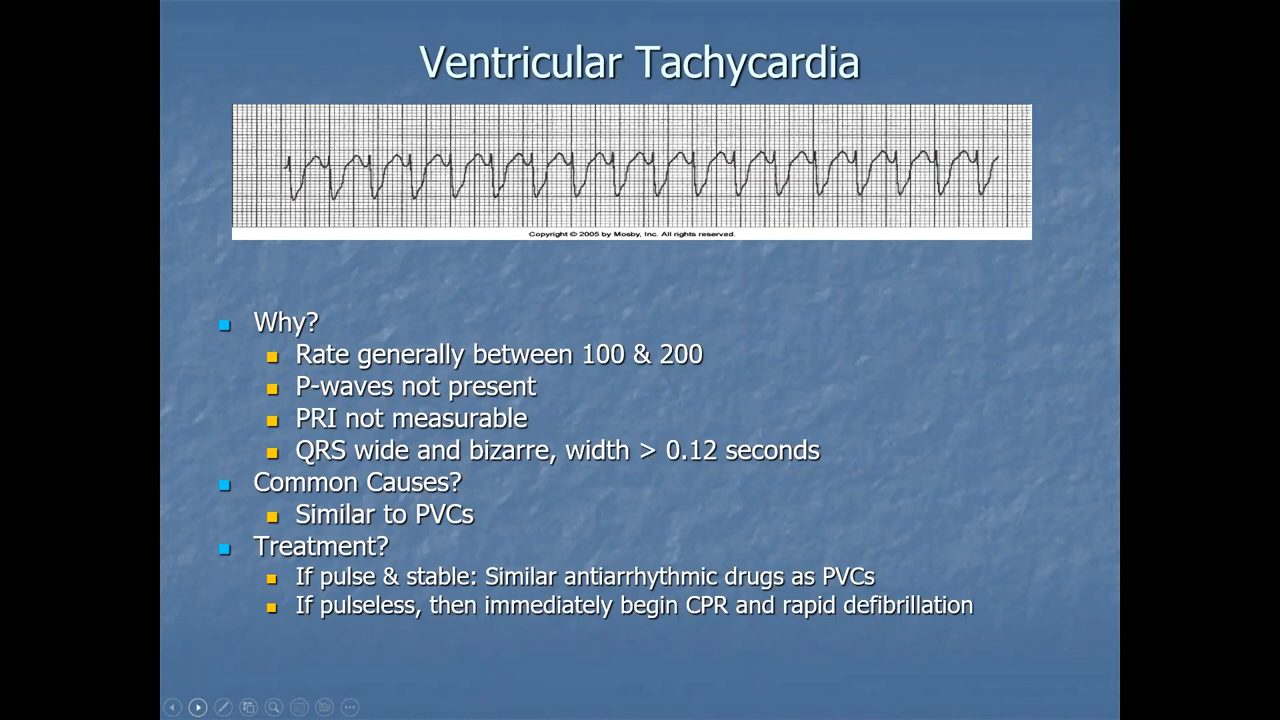 Ventricular Tachycardia
Copyright © 2005 by Mosby, Inc. All rights reserved.
Why?
Rate generally between 100 & 200
P-waves not present
PRI not measurable
QRS wide and bizarre, width > 0.12 seconds
Common Causes?
Similar to PVCs
Treatment?
If pulse & stable: Similar antiarrhythmic drugs as PVCs
If pulseless, then immediately begin CPR and rapid defibrillation